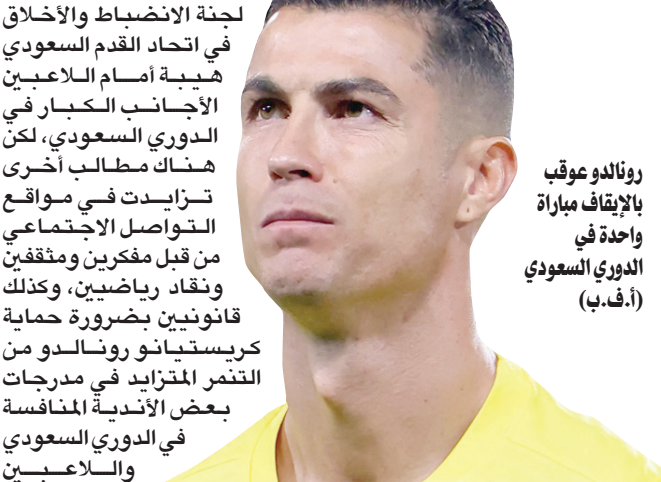 لجنة الانضباط والأخلاق
في اتحاد القدم السعودي
هيبة أمام اللاعبين
الأجانب الكبار في
الدوري السعودي، لكن
هناك مطالب أخرى
تزايدت في مواقع
التواصل الاجتماعي
من قبل مفكرين ومثقفين
ونقاد رياضيين، وكذلك
قانونيين بضرورة حماية
كريستيانو رونالدو من
التنمر المتزايد في مدرجات
بعض الأندية المنافسة
في الدوري السعودي
واللاعبين
رونالدو عوقب
بالإيقاف مباراة
واحدة في
الدوري السعودي
(أ.ف.ب)